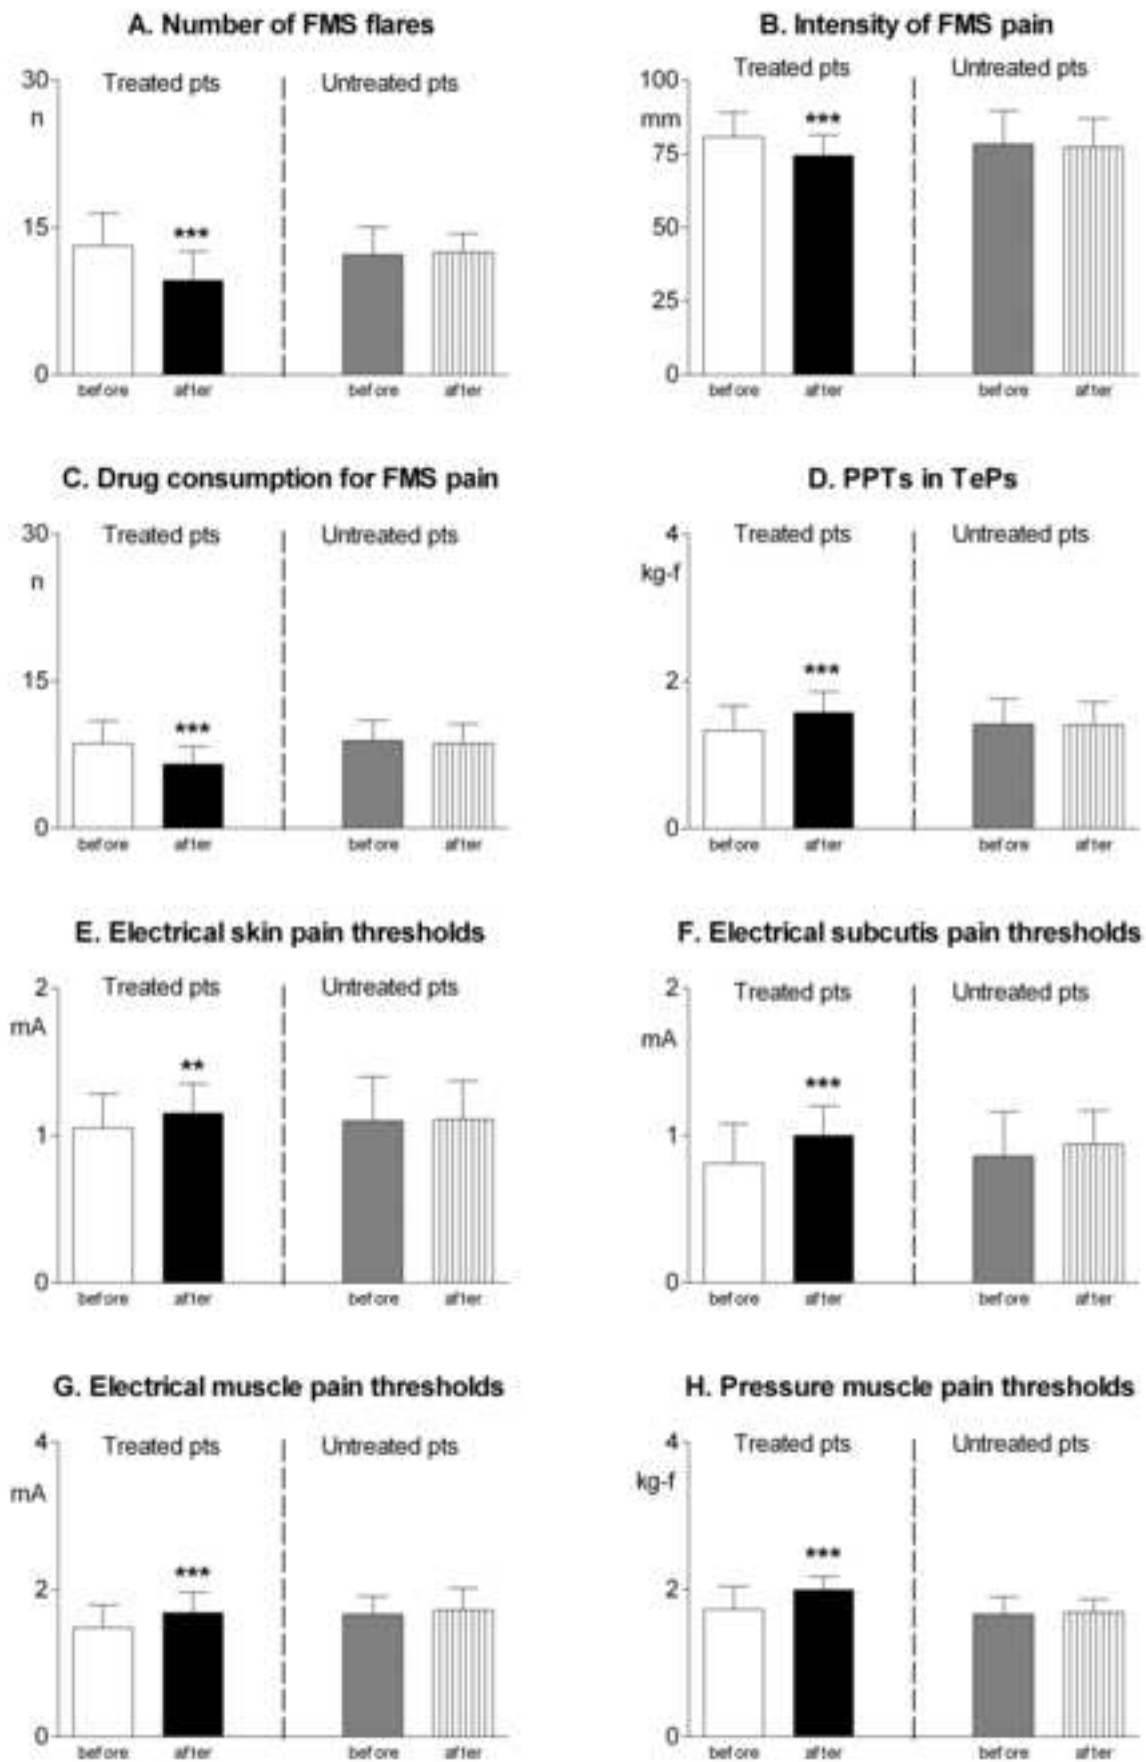 A. Number of FMS flares
30
n
15
0
Treated pts
Untreated pts
***
before after before after
B. Intensity of FMS pain
100
mm
75
50
25
0
Treated pts
Untreated pts
***
before after before after
C. Drug consumption for FMS pain
30
n
15
0
Treated pts
Untreated pts
***
before after before after
D. PPTs in TePs
4
kg-f
2
0
Treated pts
Untreated pts
***
before after before after
E. Electrical skin pain thresholds
2
mA
1
0
Treated pts
Untreated pts
**
before after before after
F. Electrical subcutis pain thresholds
2
mA
1
0
Treated pts
Untreated pts
***
before after before after
G. Electrical muscle pain thresholds
4
mA
2
0
Treated pts
Untreated pts
***
before after before after
H. Pressure muscle pain thresholds
4
kg-f
2
0
Treated pts
Untreated pts
***
before after before after